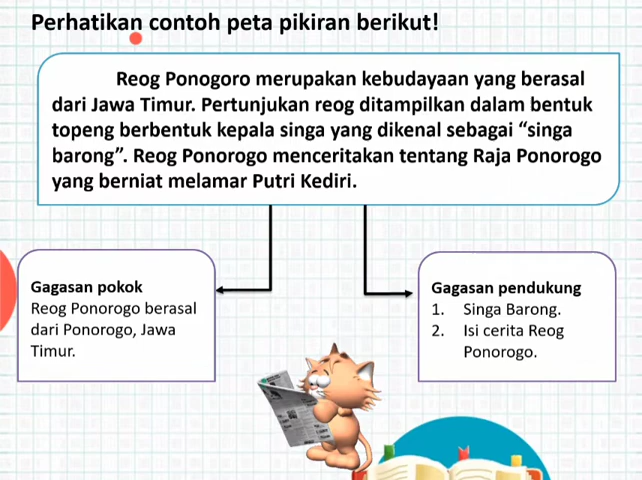 Perhatikan contoh peta pikiran berikut!
Reog Ponogoro merupakan kebudayaan yang berasal
dari Jawa Timur. Pertunjukan reog ditampilkan dalam bentuk
topeng berbentuk kepala singa yang dikenal sebagai “singa
barong”. Reog Ponorogo menceritakan tentang Raja Ponorogo
yang berniat melamar Putri Kediri.
Gagasan pokok
Reog Ponorogo berasal
dari Ponorogo, Jawa
Timur.
Gagasan pendukung
1. Singa Barong.
2. Isi cerita Reog
Ponorogo.